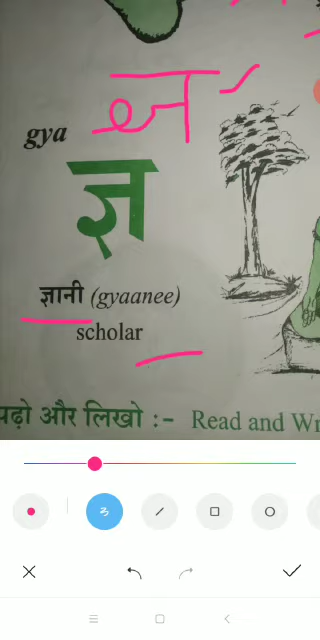 gya
ज्ञ
ज्ञानी (gyaanee)
scholar
पढ़ो और लिखो :- Read and Wr